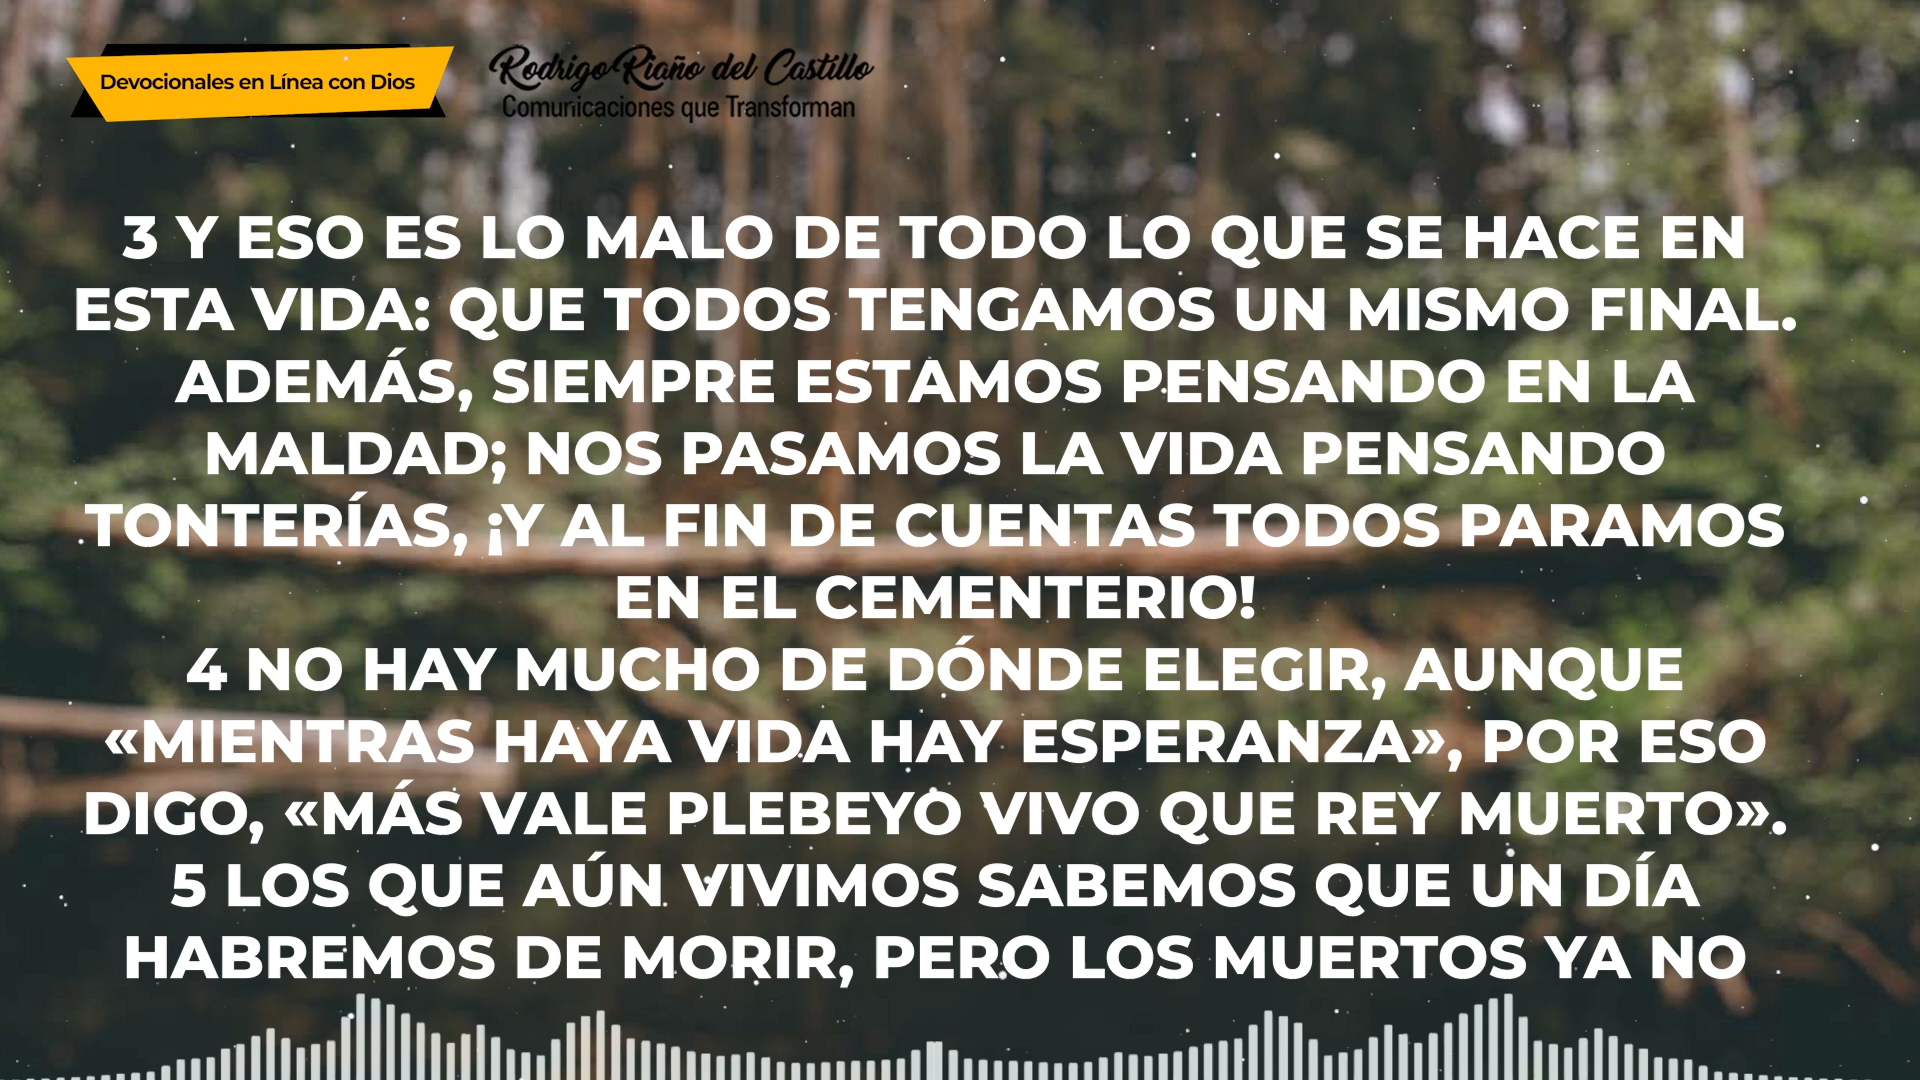 Devocionales en Línea con Dios
Rodrigo Riaño del Castillo
Comunicaciones que Transforman
3 Y ESO ES LO MALO DE TODO LO QUE SE HACE EN
ESTA VIDA: QUE TODOS TENGAMOS UN MISMO FINAL.
ADEMÁS, SIEMPRE ESTAMOS PENSANDO EN LA
MALDAD; NOS PASAMOS LA VIDA PENSANDO
TONTERÍAS, ¡Y AL FIN DE CUENTAS TODOS PARAMOS
EN EL CEMENTERIO!
4 NO HAY MUCHO DE DÓNDE ELEGIR, AUNQUE
«MIENTRAS HAYA VIDA HAY ESPERANZA», POR ESO
DIGO, «MÁS VALE PLEBEYO VIVO QUE REY MUERTO».
5 LOS QUE AÚN VIVIMOS SABEMOS QUE UN DÍA
HABREMOS DE MORIR, PERO LOS MUERTOS YA NO